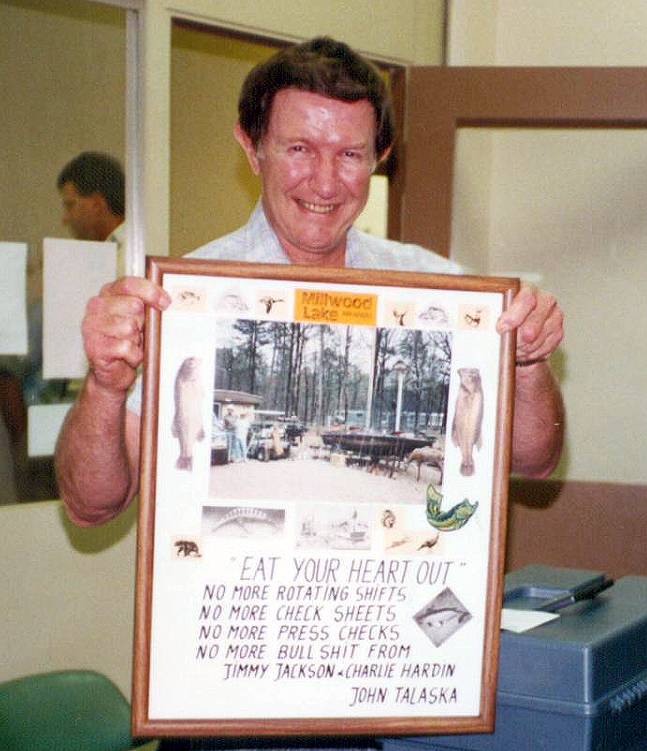 Millwood
Lake ARKANSAS
"EAT YOUR HEART OUT"
NO MORE ROTATING SHIFTS
NO MORE CHECK SHEETS
NO MORE PRESS CHECKS
NO MORE BULL SHIT FROM
JIMMY JACKSON & CHARLIE HARDIN
JOHN TALASKA